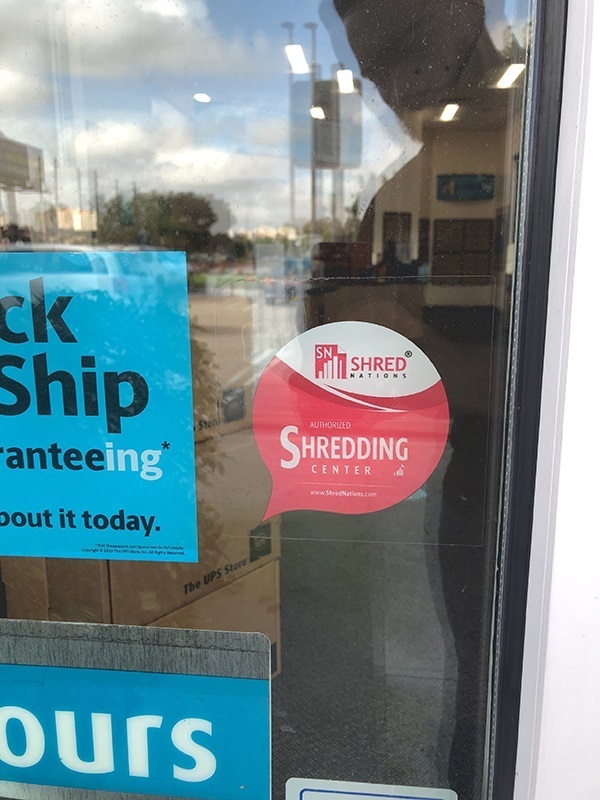 ck
Ship
ranteeing*
bout it today.
SN
SHRED®
NATIONS
AUTHORIZED
SHREDDING
CENTER
www.ShredNations.com
The UPS Store
ours